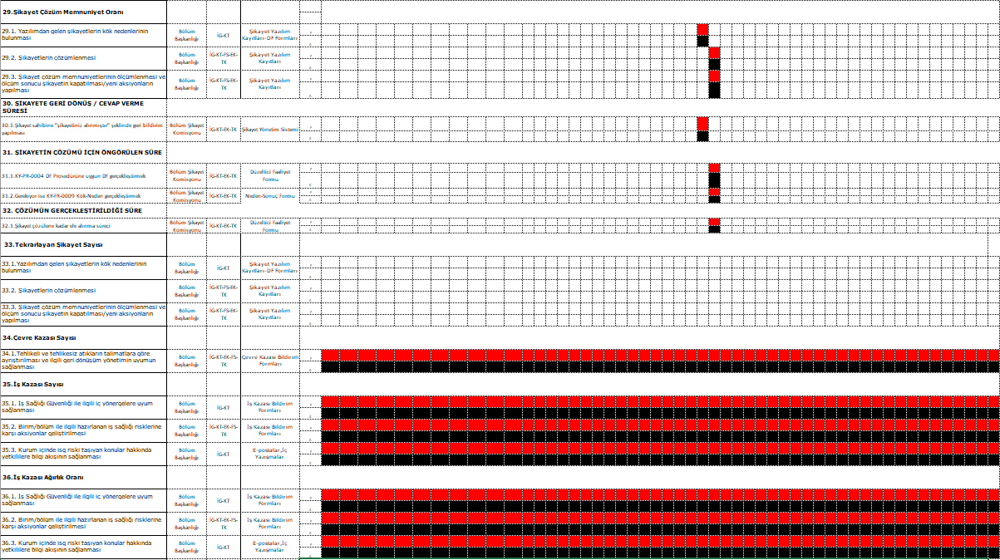 29.Şikayet Çözüm Memnuniyet Oranı
29.1. Yazılımdan gelen şikayetlerin kök nedenlerinin
bulunması
Bölüm
Başkanlığı
İG-KT
Şikayet Yazılım
Kayıtları-DF Formları
29.2. Şikayetlerin çözümlenmesi
Bölüm
Başkanlığı
İG-KT-FS-EK-
TK
Şikayet Yazılım
Kayıtları
29.3. Şikayet çözüm memnuniyetlerinin ölçümlenmesi ve
ölçüm sonucu şikayetin kapatılması/yeni aksiyonların
yapılması
Bölüm
Başkanlığı
İG-KT-FS-EK-
TK
Şikayet Yazılım
Kayıtları
30. ŞİKAYETE GERİ DÖNÜŞ / CEVAP VERME
SÜRESİ
30.1.Şikayet sahibine "şikayetiniz alınmıştır" şeklinde geri bildirim
yapılması
Bölüm Şikayet
Komisyonu
İG-KT-EK-TK
Şikayet Yönetim Sistemi
31. ŞİKAYETİN ÇÖZÜMÜ İÇİN ÖNGÖRÜLEN SÜRE
31.1.KY-PR-0004 DF Prosedürüne uygun DF gerçekleştirmek
Bölüm Şikayet
Komisyonu
İG-KT-EK-TK
Düzeltici Faaliyet
Formu
31.2.Gerekiyor ise KY-FR-0009 Kök-Neden gerçekleştirmek
Bölüm Şikayet
Komisyonu
İG-KT-EK-TK
Neden-Sonuç Formu
32. ÇÖZÜMÜN GERÇEKLEŞTİRİLDİĞİ SÜRE
32.1.Şikayet çözülene kadar ele alınma süreci
Bölüm Şikayet
Komisyonu
İG-KT-EK-TK
Düzeltici Faaliyet
Formu
33.Tekrarlayan Şikayet Sayısı
33.1.Yazılımdan gelen şikayetlerin kök nedenlerinin
bulunması
Bölüm
Başkanlığı
İG-KT
Şikayet Yazılım
Kayıtları-DF Formları
33.2. Şikayetlerin çözümlenmesi
Bölüm
Başkanlığı
İG-KT-FS-EK-
TK
Şikayet Yazılım
Kayıtları
33.3. Şikayet çözüm memnuniyetlerinin ölçümlenmesi ve
ölçüm sonucu şikayetin kapatılması/yeni aksiyonların
yapılması
Bölüm
Başkanlığı
İG-KT-FS-EK-
TK
Şikayet Yazılım
Kayıtları
34.Çevre Kazası Sayısı
34.1.Tehlikeli ve tehlikesiz atıkların talimatlara göre
ayrıştırılması ve ilgili geri dönüşüm yönetimin uyumun
sağlanması
Bölüm
Başkanlığı
İG-KT-EK-FS-
TK
Çevre Kazası Bildirim
Formları
35.İş Kazası Sayısı
35.1. İş Sağlığı Güvenliği ile ilgili iç yönergelere uyum
sağlanması
Bölüm
Başkanlığı
İG-KT
İş Kazası Bildirim
Formları
35.2. Birim/bölüm ile ilgili hazırlanan iş sağlığı risklerine
karşı aksiyonlar geliştirilmesi
Bölüm
Başkanlığı
İG-KT-EK-FS-
TK
İş Kazası Bildirim
Formları
35.3. Kurum içinde isg riski taşıyan konular hakkında
yetkililere bilgi akışının sağlanması
Bölüm
Başkanlığı
İG-KT
E-postalar,İç
Yazışmalar
36.İş Kazası Ağırlık Oranı
36.1. İş Sağlığı Güvenliği ile ilgili iç yönergelere uyum
sağlanması
Bölüm
Başkanlığı
İG-KT
İş Kazası Bildirim
Formları
36.2. Birim/bölüm ile ilgili hazırlanan iş sağlığı risklerine
karşı aksiyonlar geliştirilmesi
Bölüm
Başkanlığı
İG-KT-EK-FS-
TK
İş Kazası Bildirim
Formları
36.3. Kurum içinde isg riski taşıyan konular hakkında
yetkililere bilgi akışının sağlanması
Bölüm
Başkanlığı
İG-KT
E-postalar,İç
Yazışmalar